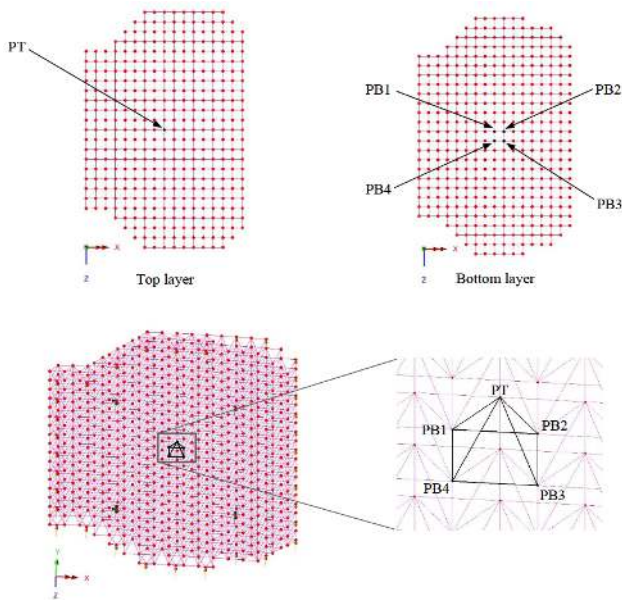 PT
PB1
PB2
PB4
PB3
X
Z
Top layer
X
Z
Bottom layer
PT
PB1
PB2
PB4
PB3
Y
X
Z